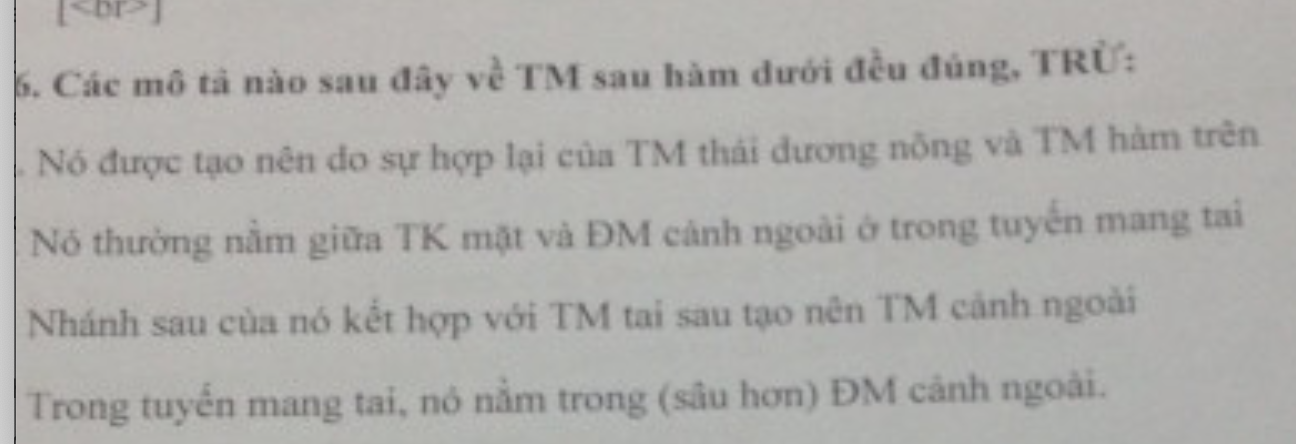 [<br>]
6. Các mô tả nào sau đây về TM sau hàm dưới đều đúng, TRỪ:
. Nó được tạo nên do sự hợp lại của TM thái dương nông và TM hàm trên
Nó thường nằm giữa TK mặt và ĐM cảnh ngoài ở trong tuyến mang tai
Nhánh sau của nó kết hợp với TM tai sau tạo nên TM cảnh ngoài
Trong tuyến mang tai, nó nằm trong (sâu hơn) ĐM cảnh ngoài.